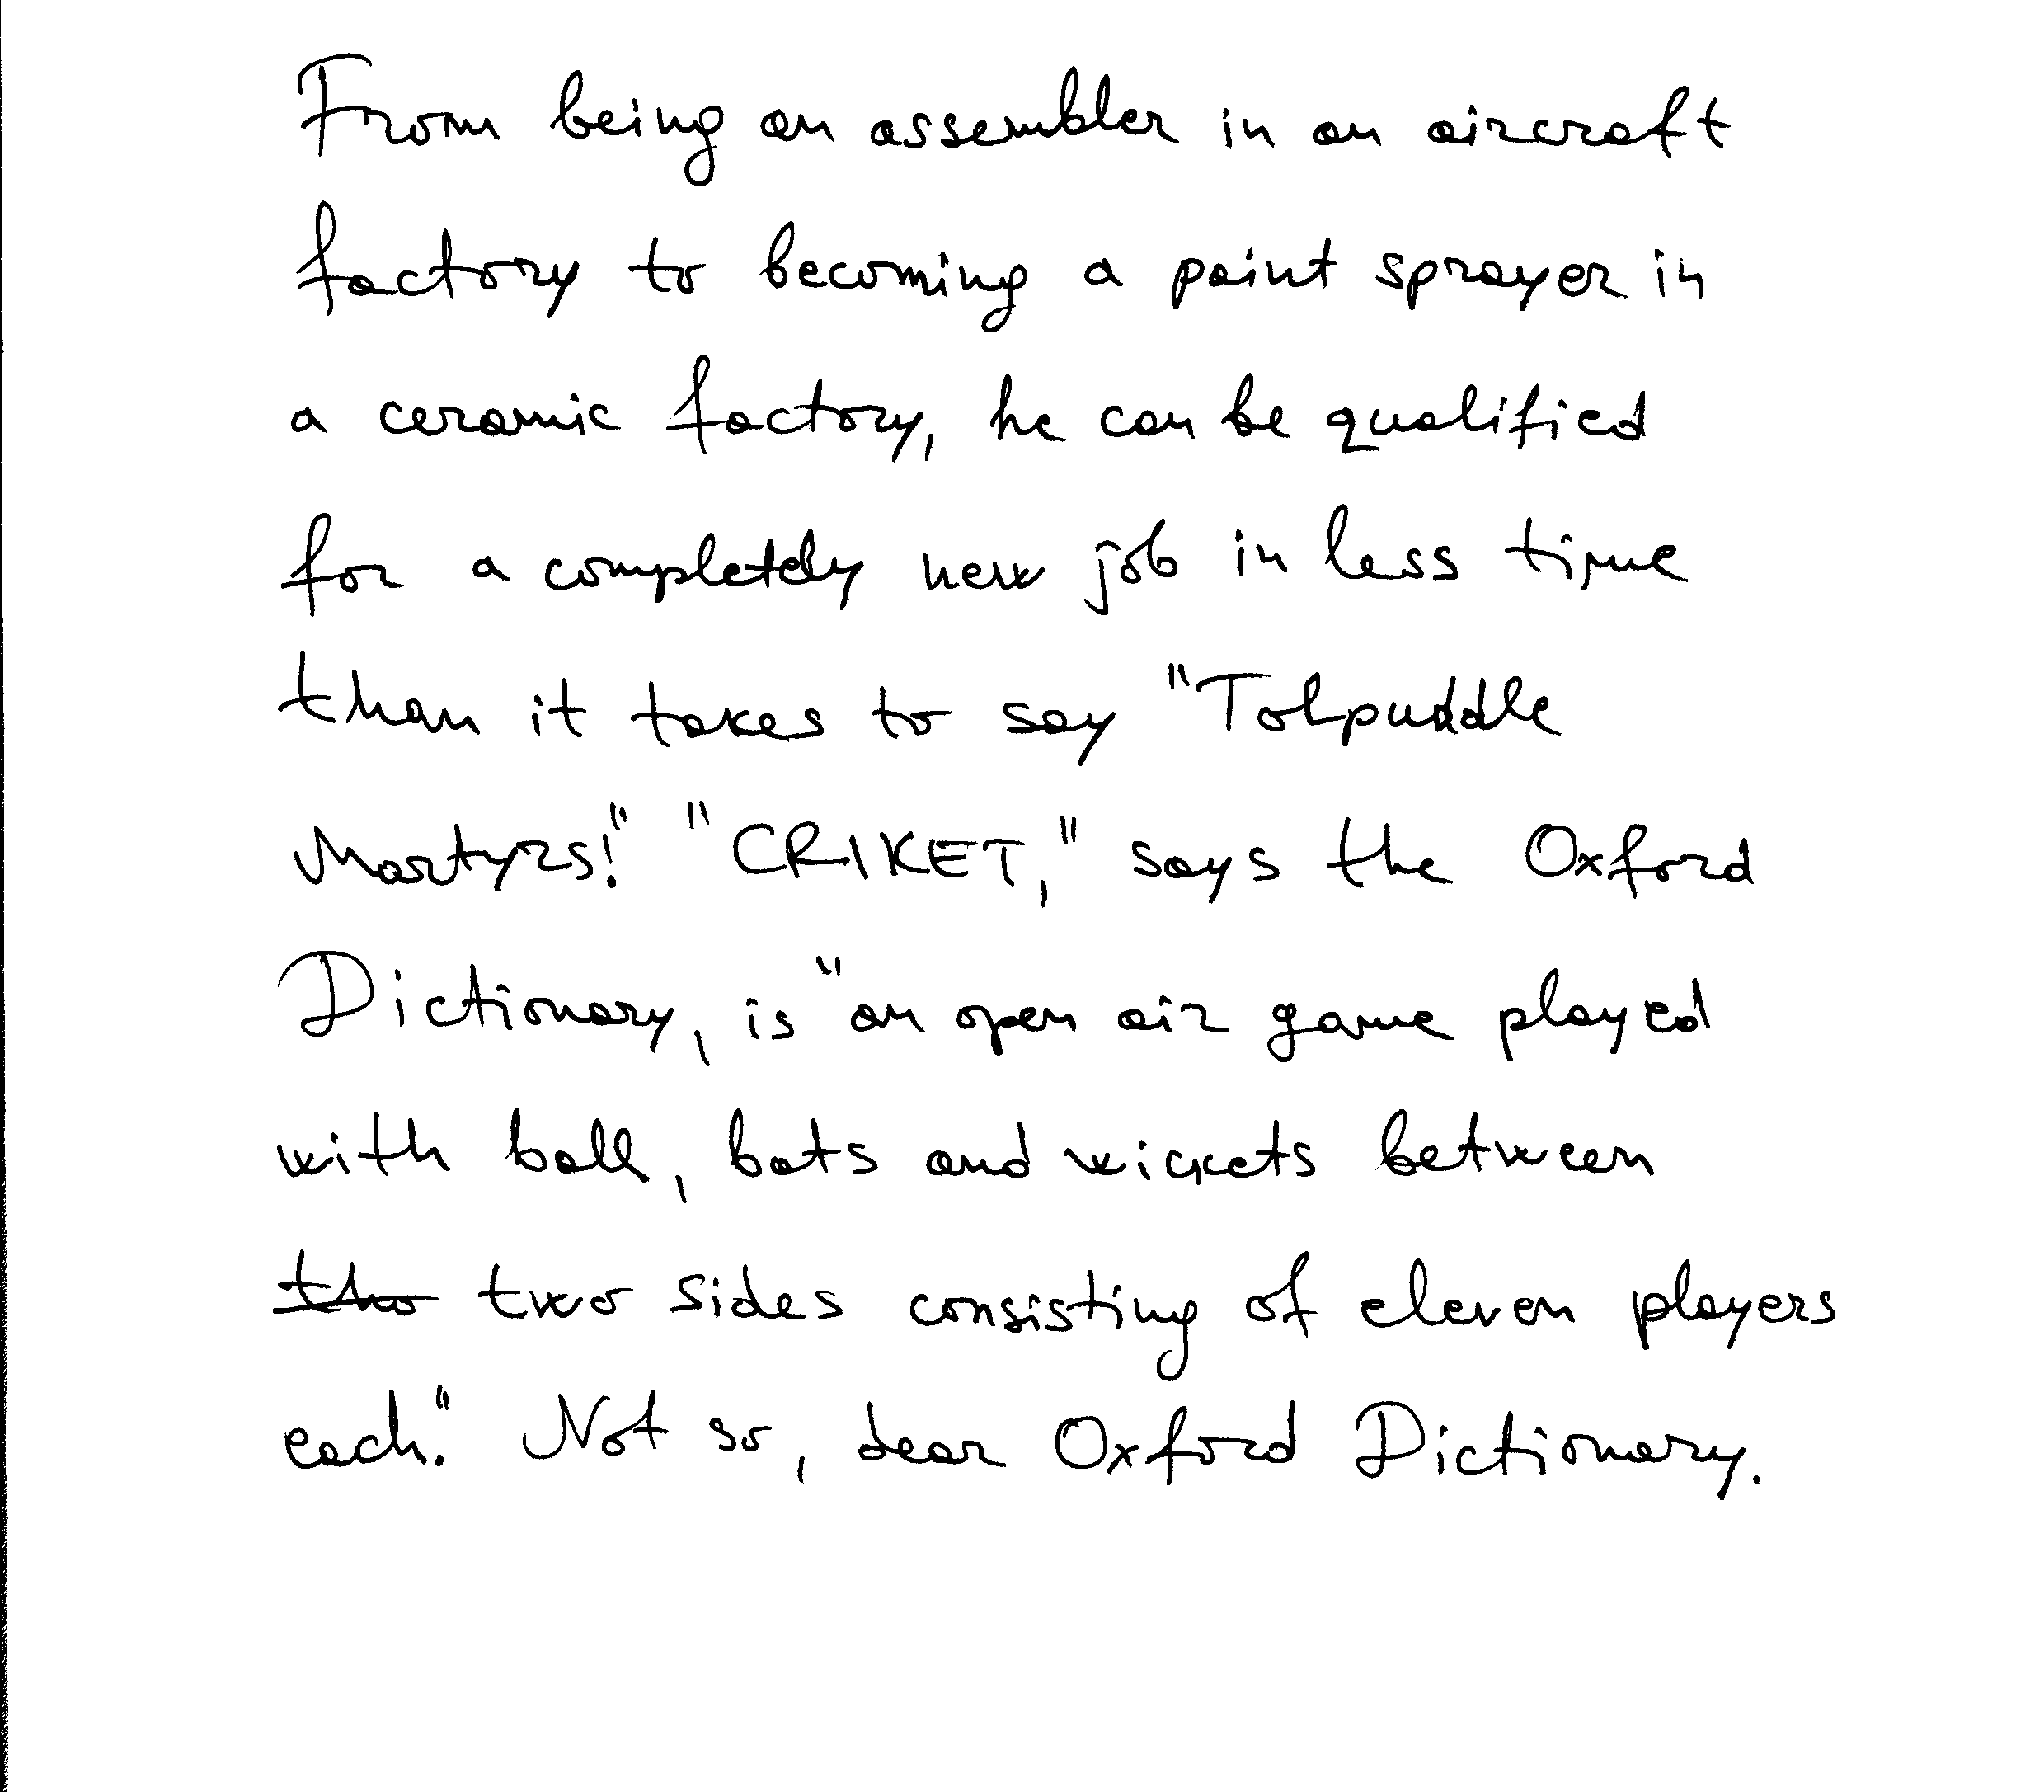 From being an assembler in an aircraft
factory to becoming a paint sprayer in
a ceramic factory, he can be qualified
for a completely new job in less time
than it takes to say "Tolpuddle
Martyrs!" "CRIKET," says the Oxford
Dictionary, is "an open air game played
with ball, bats and wickets between
tho two sides consisting of eleven players
each." Not so, dear Oxford Dictionary.